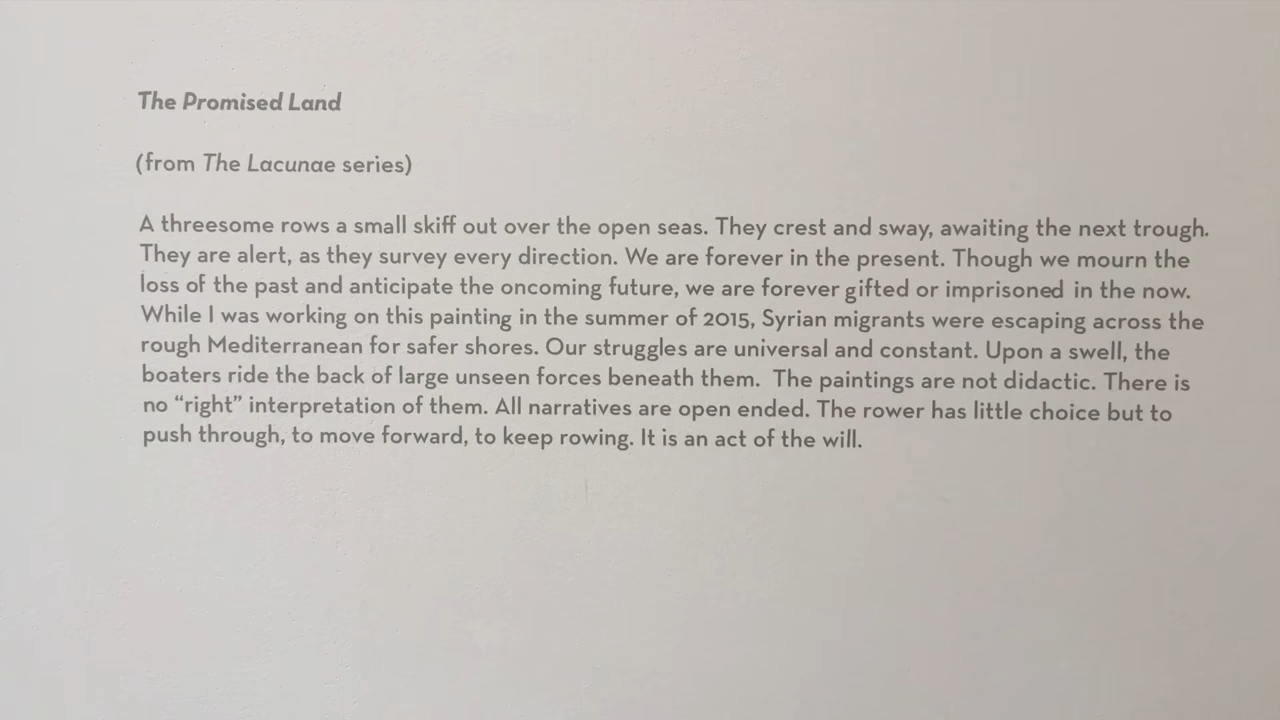 The Promised Land
(from The Lacunae series)
A threesome rows a small skiff out over the open seas. They crest and sway, awaiting the next trough.
They are alert, as they survey every direction. We are forever in the present. Though we mourn the
loss of the past and anticipate the oncoming future, we are forever gifted or imprisoned in the now.
While I was working on this painting in the summer of 2015, Syrian migrants were escaping across the
rough Mediterranean for safer shores. Our struggles are universal and constant. Upon a swell, the
boaters ride the back of large unseen forces beneath them.  The paintings are not didactic. There is
no “right” interpretation of them. All narratives are open ended. The rower has little choice but to
push through, to move forward, to keep rowing. It is an act of the will.